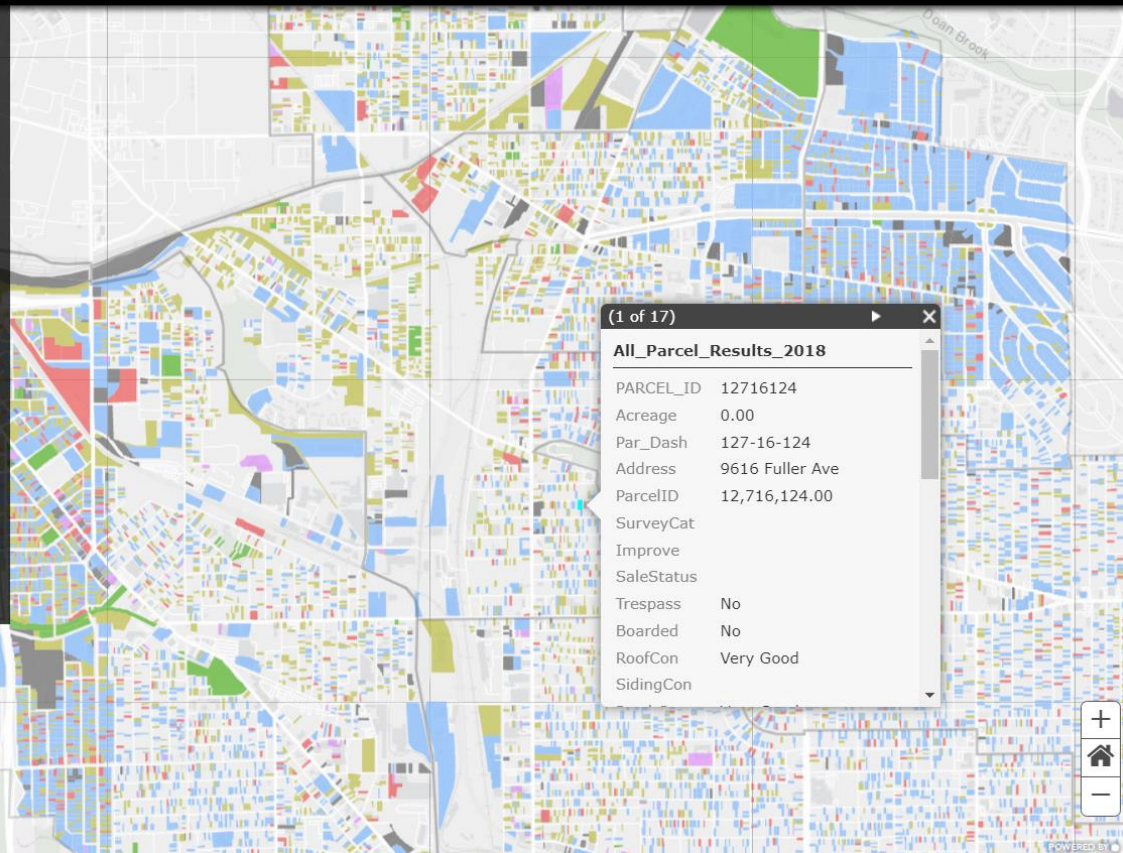 Doan Brook
(1 of 17)
All_Parcel_Results_2018
PARCEL_ID 12716124
Acreage 0.00
Par_Dash 127-16-124
Address 9616 Fuller Ave
ParcelID 12,716,124.00
SurveyCat
Improve
SaleStatus
Trespass No
Boarded No
RoofCon Very Good
SidingCon
+
−
POWERED BY